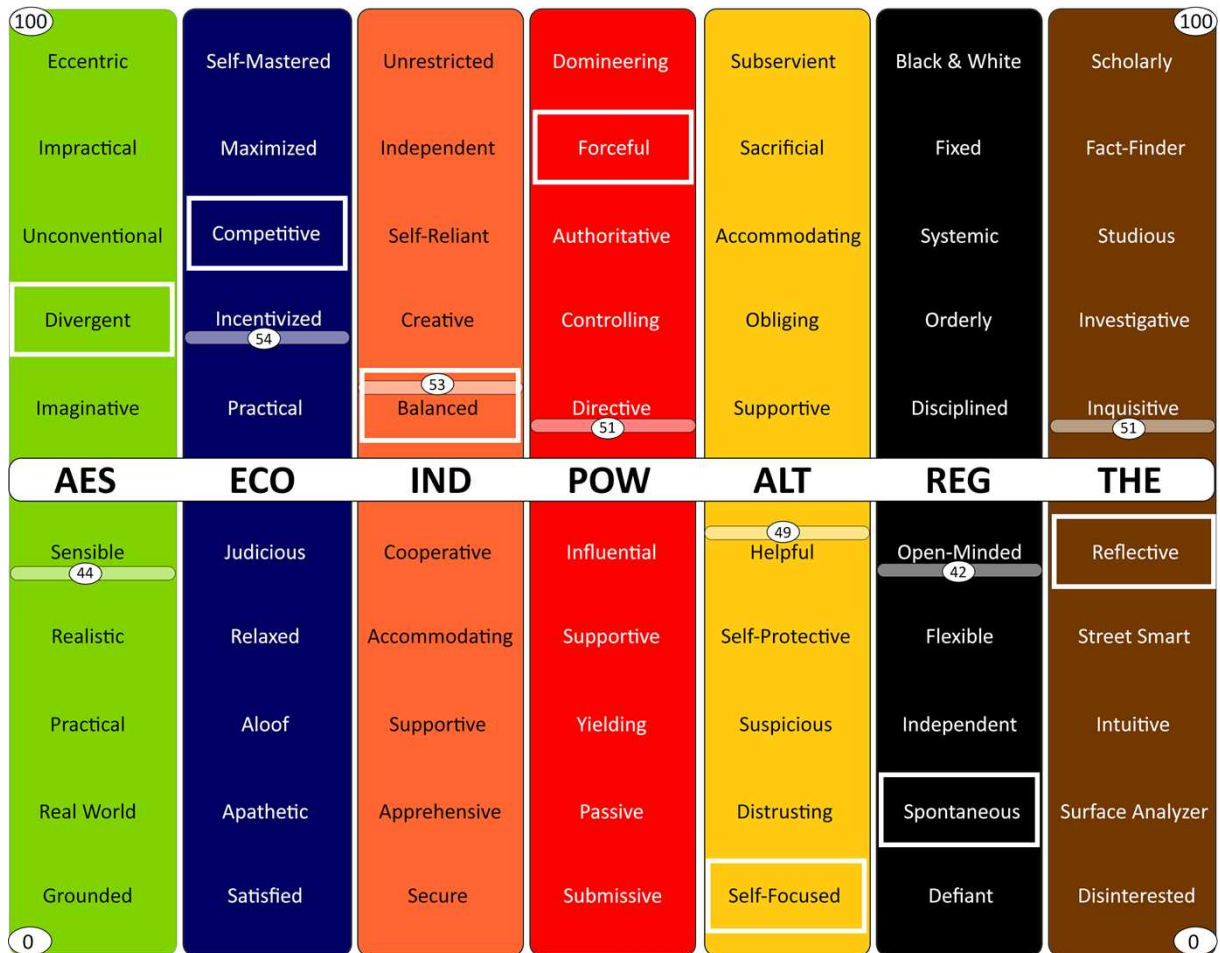 100 100
Eccentric Self-Mastered Unrestricted Domineering Subservient Black & White Scholarly
Impractical Maximized Independent Forceful Sacrificial Fixed Fact-Finder
Unconventional Competitive Self-Reliant Authoritative Accommodating Systemic Studious
Divergent Incentivized Creative Controlling Obliging Orderly Investigative
54
53
Imaginative Practical Balanced Directive Supportive Disciplined Inquisitive
51 51
AES ECO IND POW ALT REG THE
49
Sensible Judicious Cooperative Influential Helpful Open-Minded Reflective
44 42
Realistic Relaxed Accommodating Supportive Self-Protective Flexible Street Smart
Practical Aloof Supportive Yielding Suspicious Independent Intuitive
Real World Apathetic Apprehensive Passive Distrusting Spontaneous Surface Analyzer
Grounded Satisfied Secure Submissive Self-Focused Defiant Disinterested
0 0